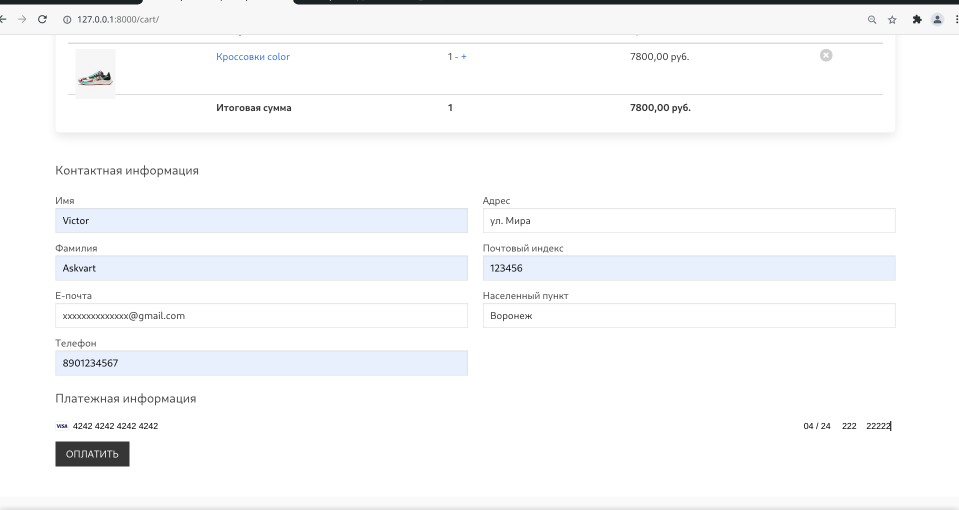 127.0.0.1:8000/cart/
Кроссовки color 1 - + 7800,00 руб.
Итоговая сумма 1 7800,00 руб.
Контактная информация
Имя Адрес
Victor ул. Мира
Фамилия Почтовый индекс
Askvart 123456
Е-почта Населенный пункт
xxxxxxxxxxxxxx@gmail.com Воронеж
Телефон
8901234567
Платежная информация
VISA 4242 4242 4242 4242 04 / 24 222 22222
ОПЛАТИТЬ